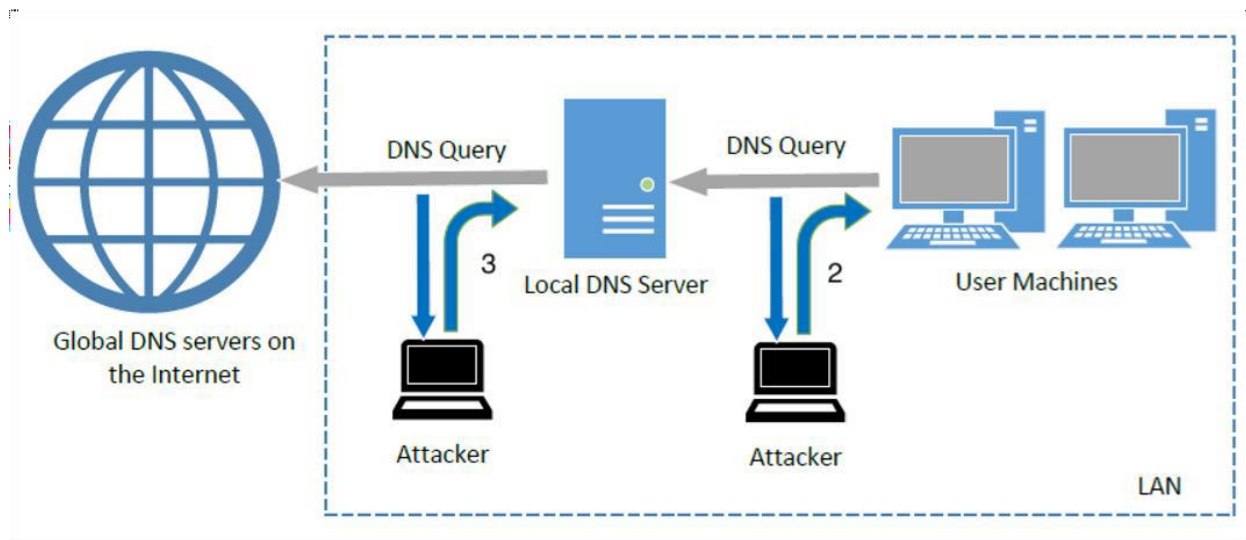 DNS Query
DNS Query
3
2
Local DNS Server
User Machines
Global DNS servers on
the Internet
Attacker
Attacker
LAN